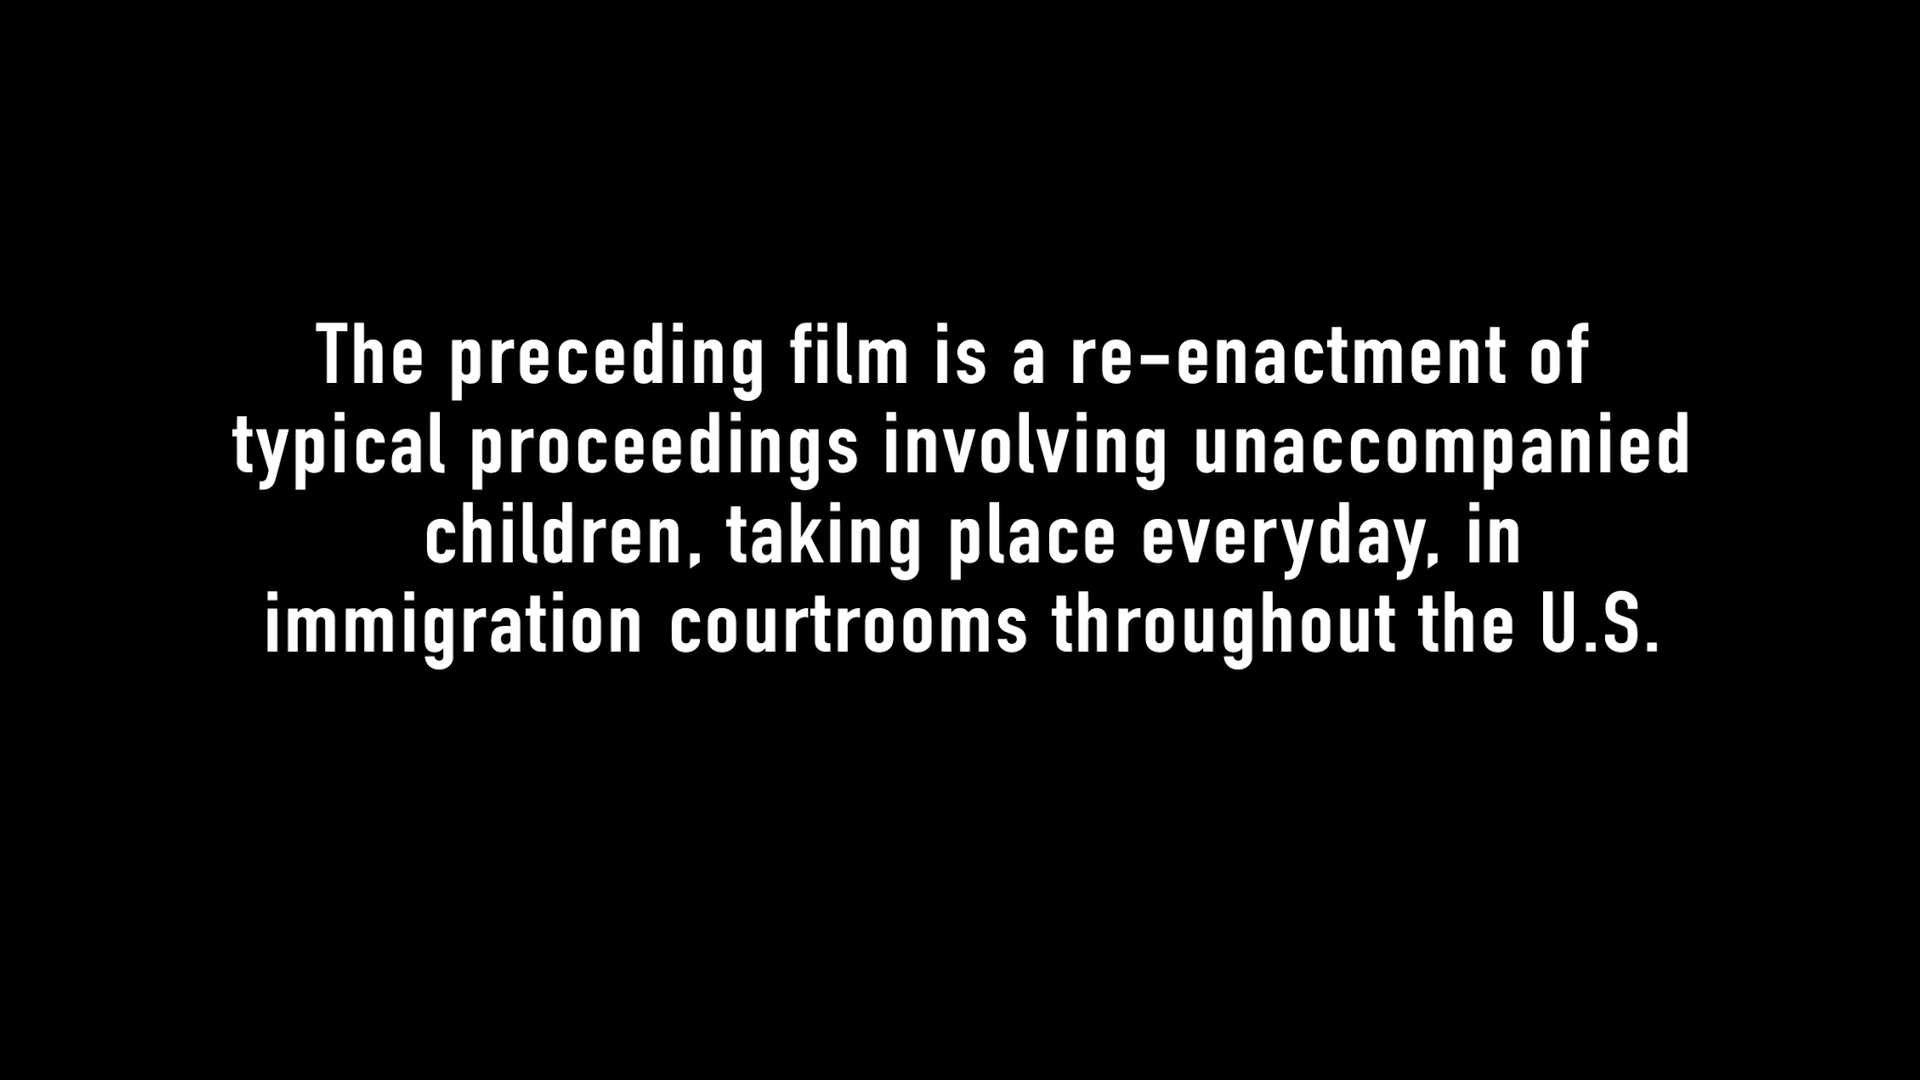 The preceding film is a re-enactment of
typical proceedings involving unaccompanied
children, taking place everyday, in
immigration courtrooms throughout the U.S.